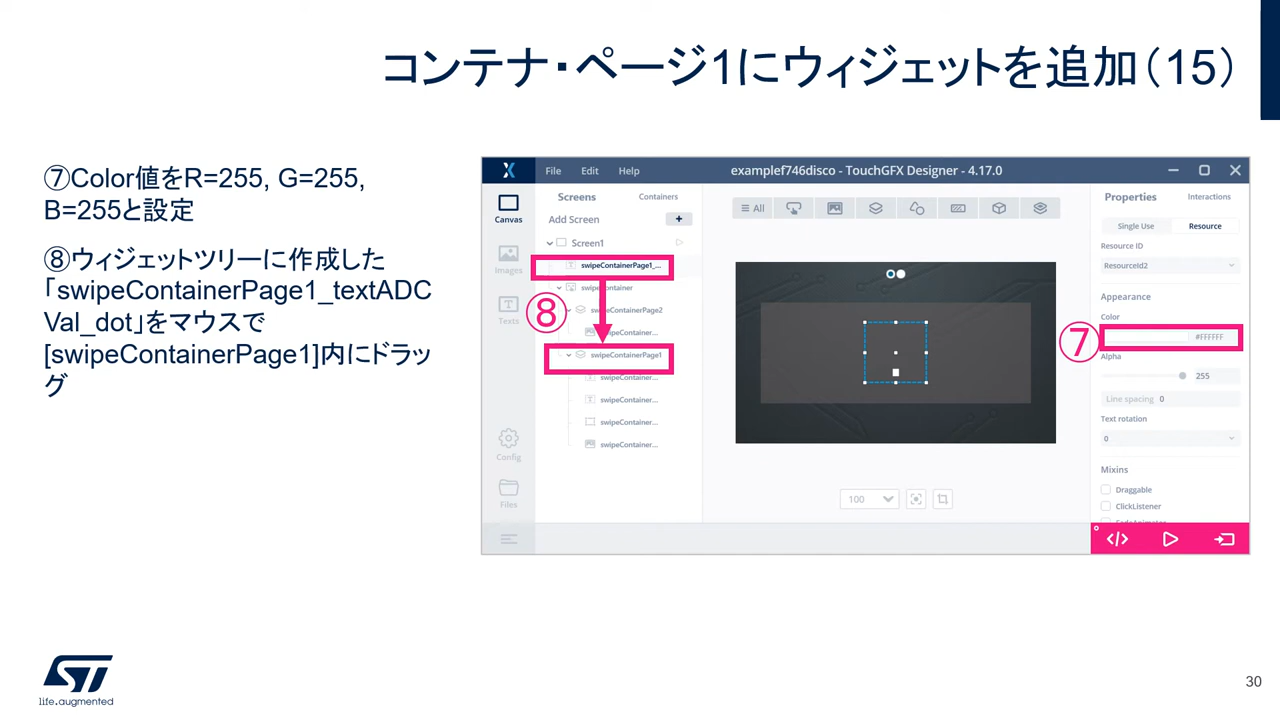 コンテナ・ページ1にウィジェットを追加（15）
⑦Color値をR=255, G=255,
B=255と設定
⑧ウィジェットツリーに作成した
「swipeContainerPage1_textADC
Val_dot」をマウスで
[swipeContainerPage1]内にドラッ
グ
File Edit Help
examplef746disco - TouchGFX Designer - 4.17.0
Canvas
Images
Texts
Config
Files
Screens Containers
Add Screen
Screen1
swipeContainerPage1_...
swipeContainer
swipeContainerPage2
swipeContainer...
swipeContainerPage1
swipeContainer...
swipeContainer...
swipeContainer...
swipeContainer...
⑧
All
100
Properties Interactions
Single Use Resource
Resource ID
ResourceId2
Appearance
Color
⑦
#FFFFFF
Alpha
255
Line spacing 0
Text rotation
0
Mixins
Draggable
ClickListener
FadeAnimator
ST
life.augmented
30